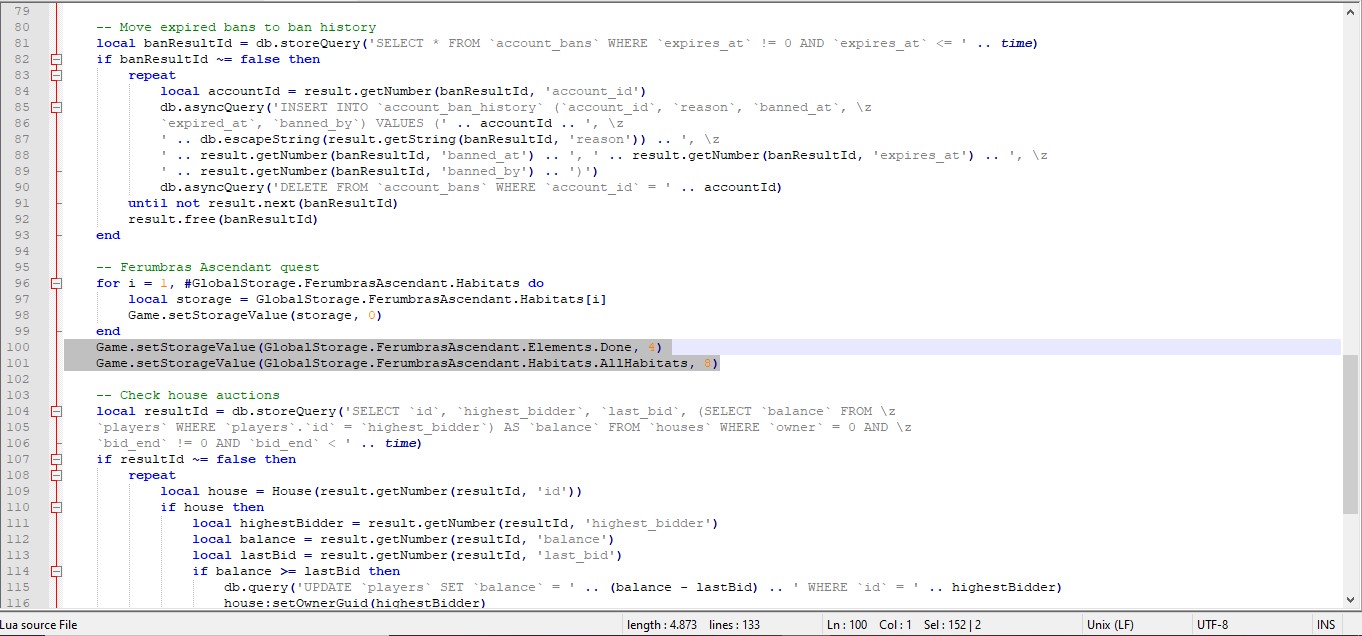 79
80 -- Move expired bans to ban history
81 local banResultId = db.storeQuery('SELECT * FROM `account_bans` WHERE `expires_at` != 0 AND `expires_at` <= ' .. time)
82 if banResultId ~= false then
83 repeat
84 local accountId = result.getNumber(banResultId, 'account_id')
85 db.asyncQuery('INSERT INTO `account_ban_history` (`account_id`, `reason`, `banned_at`, \z
86 `expired_at`, `banned_by`) VALUES (' .. accountId .. ', \z
87 ' .. db.escapeString(result.getString(banResultId, 'reason')) .. ', \z
88 ' .. result.getNumber(banResultId, 'banned_at') .. ', ' .. result.getNumber(banResultId, 'expires_at') .. ', \z
89 ' .. result.getNumber(banResultId, 'banned_by') .. ')')
90 db.asyncQuery('DELETE FROM `account_bans` WHERE `account_id` = ' .. accountId)
91 until not result.next(banResultId)
92 result.free(banResultId)
93 end
94
95 -- Ferumbras Ascendant quest
96 for i = 1, #GlobalStorage.FerumbrasAscendant.Habitats do
97 local storage = GlobalStorage.FerumbrasAscendant.Habitats[i]
98 Game.setStorageValue(storage, 0)
99 end
100 Game.setStorageValue(GlobalStorage.FerumbrasAscendant.Elements.Done, 4)
101 Game.setStorageValue(GlobalStorage.FerumbrasAscendant.Habitats.AllHabitats, 8)
102
103 -- Check house auctions
104 local resultId = db.storeQuery('SELECT `id`, `highest_bidder`, `last_bid`, (SELECT `balance` FROM \z
105 `players` WHERE `players`.`id` = `highest_bidder`) AS `balance` FROM `houses` WHERE `owner` = 0 AND \z
106 `bid_end` != 0 AND `bid_end` < ' .. time)
107 if resultId ~= false then
108 repeat
109 local house = House(result.getNumber(resultId, 'id'))
110 if house then
111 local highestBidder = result.getNumber(resultId, 'highest_bidder')
112 local balance = result.getNumber(resultId, 'balance')
113 local lastBid = result.getNumber(resultId, 'last_bid')
114 if balance >= lastBid then
115 db.query('UPDATE `players` SET `balance` = ' .. (balance - lastBid) .. ' WHERE `id` = ' .. highestBidder)
116 house:setOwnerGuid(highestBidder)
Lua source File length : 4.873 lines : 133 Ln : 100 Col : 1 Sel : 152 | 2 Unix (LF) UTF-8 INS